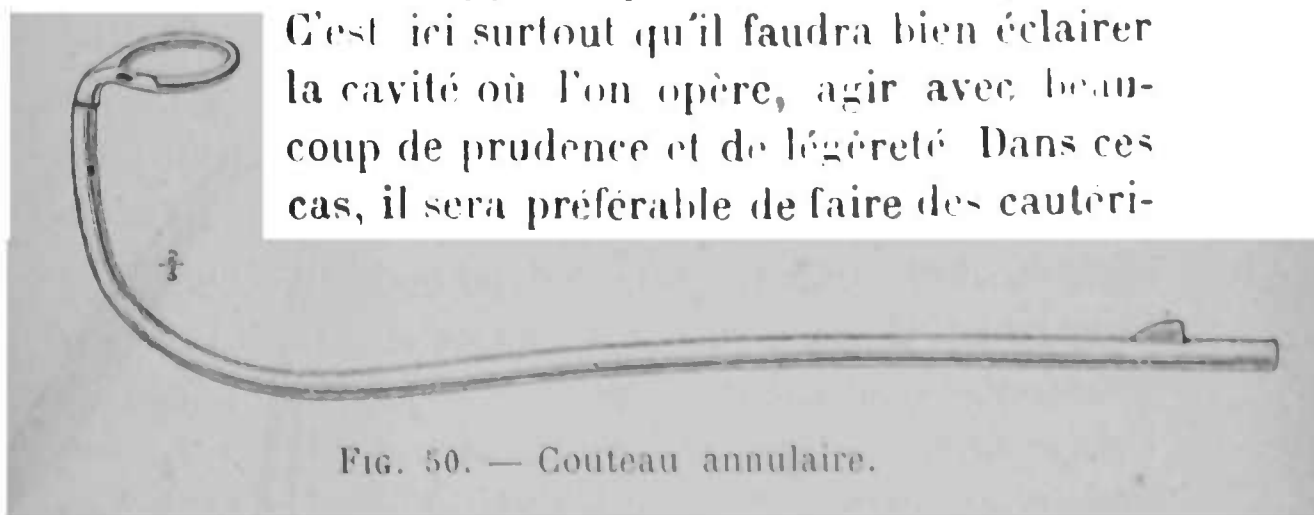 C'est ici surtout qu'il faudra bien éclairer
la cavité où l'on opère, agir avec beau-
coup de prudence et de légèreté Dans ces
cas, il sera préférable de faire des cautéri-
FIG. 50. — Couteau annulaire.